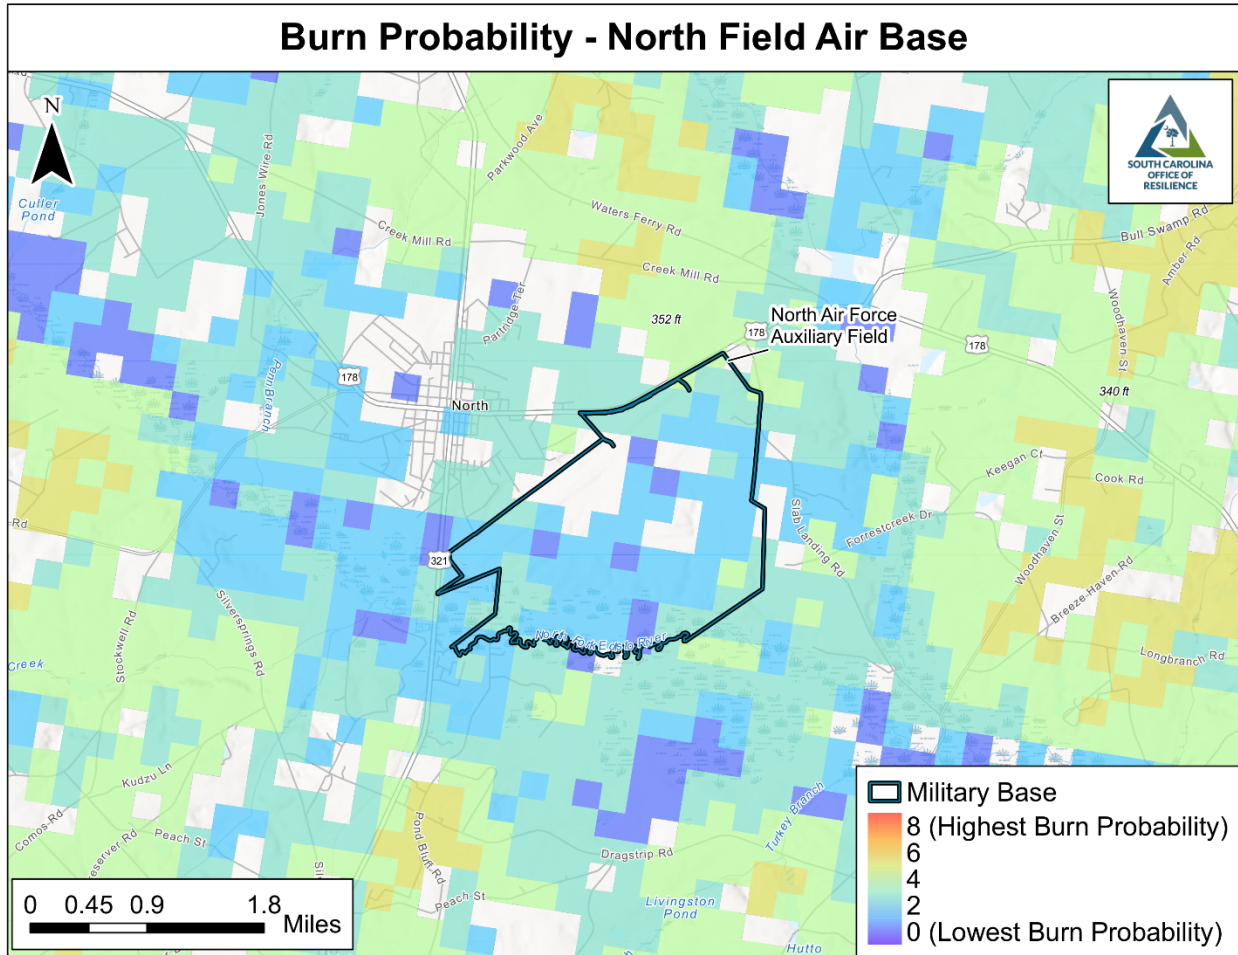 Burn Probability - North Field Air Base
N
SOUTH CAROLINA
OFFICE OF
RESILIENCE
Culler
Pond
Jones Wire Rd
Parkwood Ave
Waters Ferry Rd
Creek Mill Rd
Creek Mill Rd
Bull Swamp Rd
Amber Rd
Partridge Ter
352 ft
178
North Air Force
Auxiliary Field
178
Woodhaven St
Penn Branch
178
North
340 ft
Keegan Ct
Cook Rd
Slab Landing Rd
Forrestcreek Dr
Woodhaven St
Breeze-Haven-Rd
Rd
321
Stockwell Rd
Silversprings Rd
North Fork Edisto River
Longbranch Rd
Creek
Kudzu Ln
Comos-Rd
Peach St
Pond Bluff Rd
Dragstrip Rd
Turkey Branch
Peach St
Livingston
Pond
Hutto
Military Base
8 (Highest Burn Probability)
6
4
2
0 (Lowest Burn Probability)
0 0.45 0.9 1.8
Miles